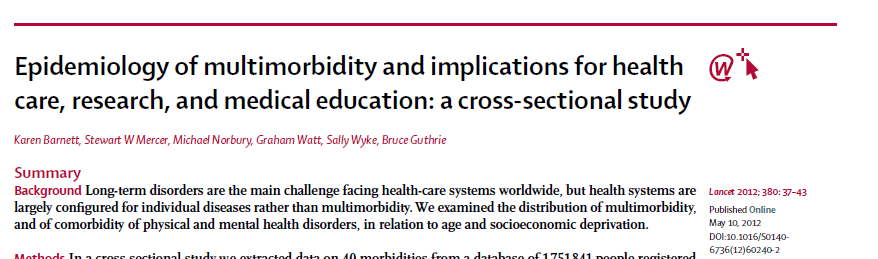 Epidemiology of multimorbidity and implications for health
care, research, and medical education: a cross-sectional study
Karen Barnett, Stewart W Mercer, Michael Norbury, Graham Watt, Sally Wyke, Bruce Guthrie
Summary
Background Long-term disorders are the main challenge facing health-care systems worldwide, but health systems are
largely configured for individual diseases rather than multimorbidity. We examined the distribution of multimorbidity,
and of comorbidity of physical and mental health disorders, in relation to age and socioeconomic deprivation.
Methods In a cross-sectional study we extracted data on 40 morbidities from a database of 1 751 841 people registered
W
Lancet 2012; 380: 37–43
Published Online
May 10, 2012
DOI:10.1016/S0140-
6736(12)60240-2